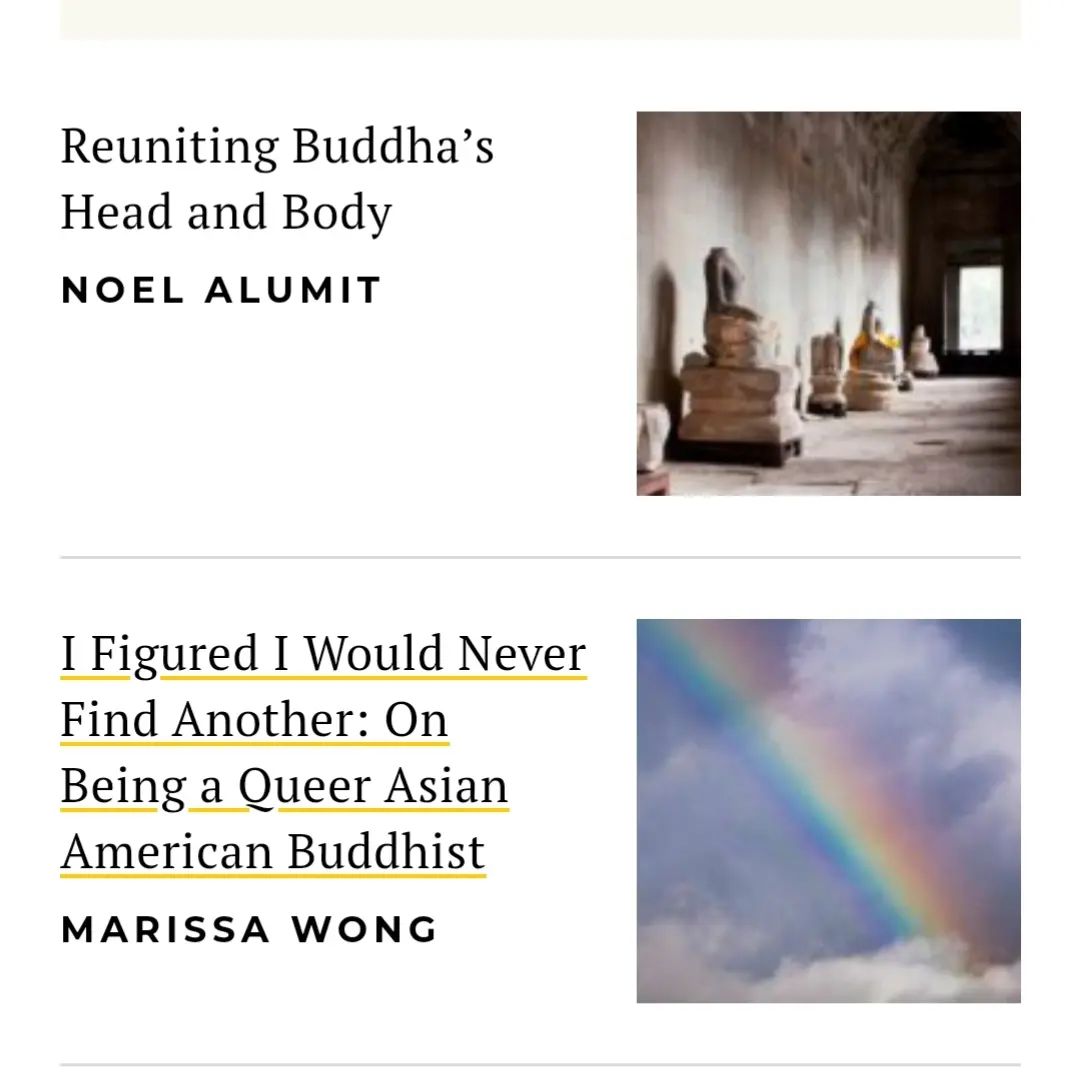 Reuniting Buddha’s
Head and Body
NOEL ALUMIT
I Figured I Would Never
Find Another: On
Being a Queer Asian
American Buddhist
MARISSA WONG